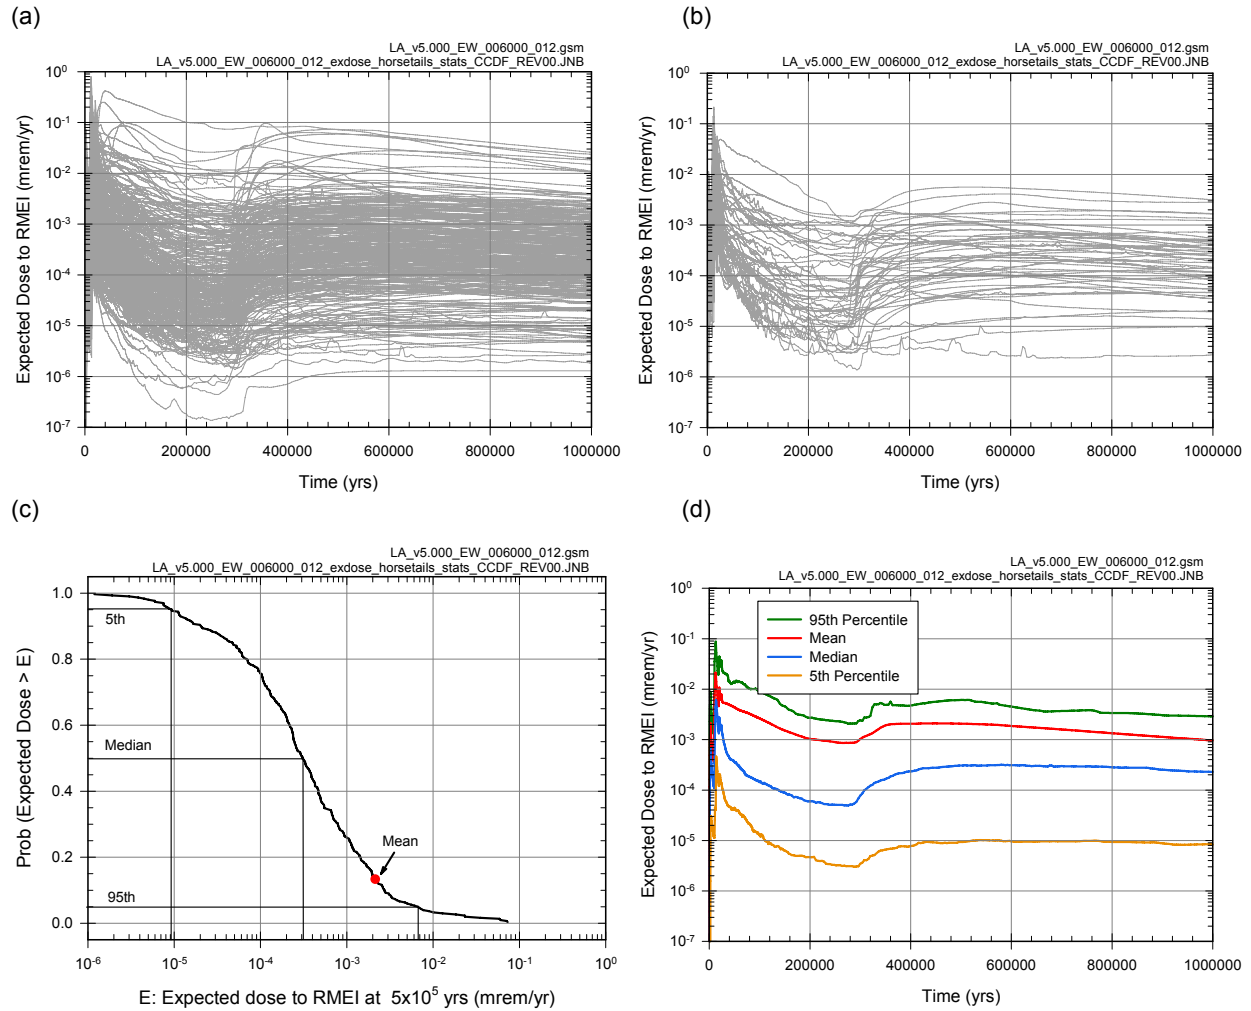 (a)
LA_v5.000_EW_006000_012.gsm
LA_v5.000_EW_006000_012_exdose_horsetails_stats_CCDF_REV00.JNB
Expected Dose to RMEI (mrem/yr)
10⁰
10⁻¹
10⁻²
10⁻³
10⁻⁴
10⁻⁵
10⁻⁶
10⁻⁷
0 200000 400000 600000 800000 1000000
Time (yrs)
(b)
LA_v5.000_EW_006000_012.gsm
LA_v5.000_EW_006000_012_exdose_horsetails_stats_CCDF_REV00.JNB
Expected Dose to RMEI (mrem/yr)
10⁰
10⁻¹
10⁻²
10⁻³
10⁻⁴
10⁻⁵
10⁻⁶
10⁻⁷
0 200000 400000 600000 800000 1000000
Time (yrs)
(c)
LA_v5.000_EW_006000_012.gsm
LA_v5.000_EW_006000_012_exdose_horsetails_stats_CCDF_REV00.JNB
Prob (Expected Dose > E)
1.0
5th
0.8
0.6
Median
0.4
0.2
Mean
95th
0.0
10⁻⁶ 10⁻⁵ 10⁻⁴ 10⁻³ 10⁻² 10⁻¹ 10⁰
E: Expected dose to RMEI at 5x10⁵ yrs (mrem/yr)
(d)
LA_v5.000_EW_006000_012.gsm
LA_v5.000_EW_006000_012_exdose_horsetails_stats_CCDF_REV00.JNB
Expected Dose to RMEI (mrem/yr)
10⁰
10⁻¹
10⁻²
10⁻³
10⁻⁴
10⁻⁵
10⁻⁶
10⁻⁷
95th Percentile
Mean
Median
5th Percentile
0 200000 400000 600000 800000 1000000
Time (yrs)